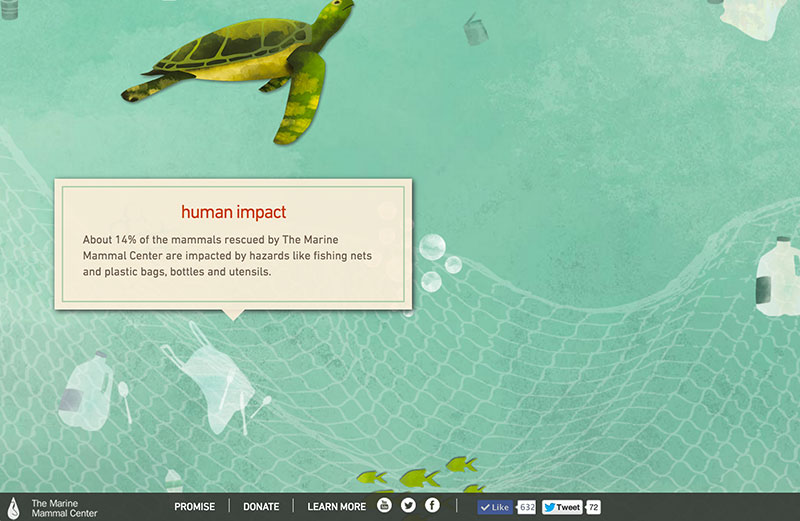 human impact
About 14% of the mammals rescued by The Marine
Mammal Center are impacted by hazards like fishing nets
and plastic bags, bottles and utensils.
The Marine
Mammal Center
PROMISE
DONATE
LEARN MORE
You Tube
Like
632
Tweet
72